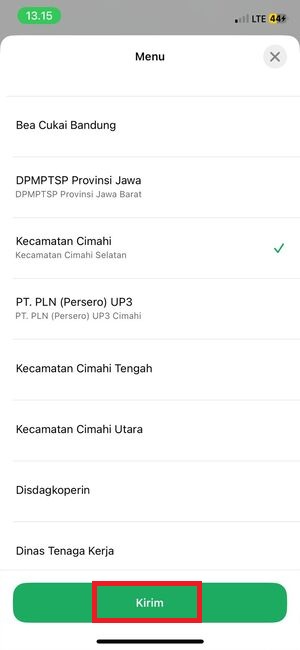 13.15
LTE 44
Menu
Bea Cukai Bandung
DPMPTSP Provinsi Jawa
DPMPTSP Provinsi Jawa Barat
Kecamatan Cimahi
Kecamatan Cimahi Selatan
PT. PLN (Persero) UP3
PT. PLN (Persero) UP3 Cimahi
Kecamatan Cimahi Tengah
Kecamatan Cimahi Utara
Disdagkoperin
Dinas Tenaga Kerja
Kirim